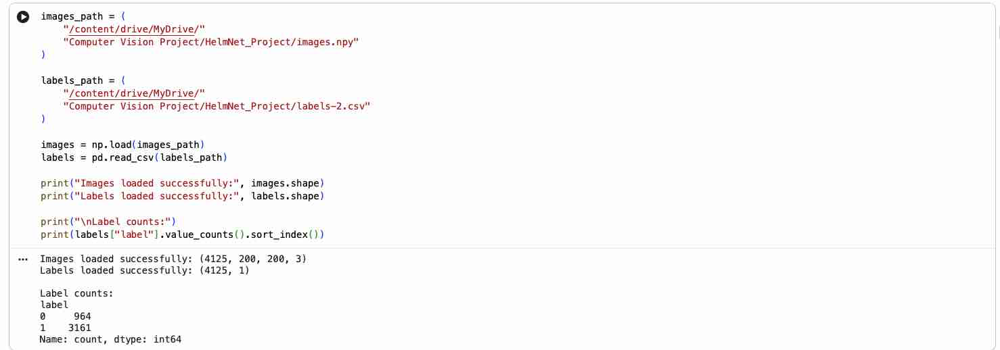 images_path = (
    "/content/drive/MyDrive/"
    "Computer Vision Project/HelmNet_Project/images.npy"
)
labels_path = (
    "/content/drive/MyDrive/"
    "Computer Vision Project/HelmNet_Project/labels-2.csv"
)
images = np.load(images_path)
labels = pd.read_csv(labels_path)
print("Images loaded successfully:", images.shape)
print("Labels loaded successfully:", labels.shape)
print("\nLabel counts:")
print(labels["label"].value_counts().sort_index())
Images loaded successfully: (4125, 200, 200, 3)
Labels loaded successfully: (4125, 1)
Label counts:
label
0     964
1    3161
Name: count, dtype: int64